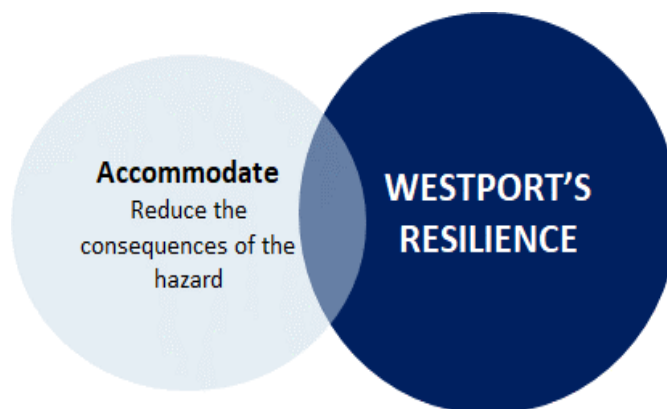 Accommodate
Reduce the
consequences of the
hazard
WESTPORT'S
RESILIENCE